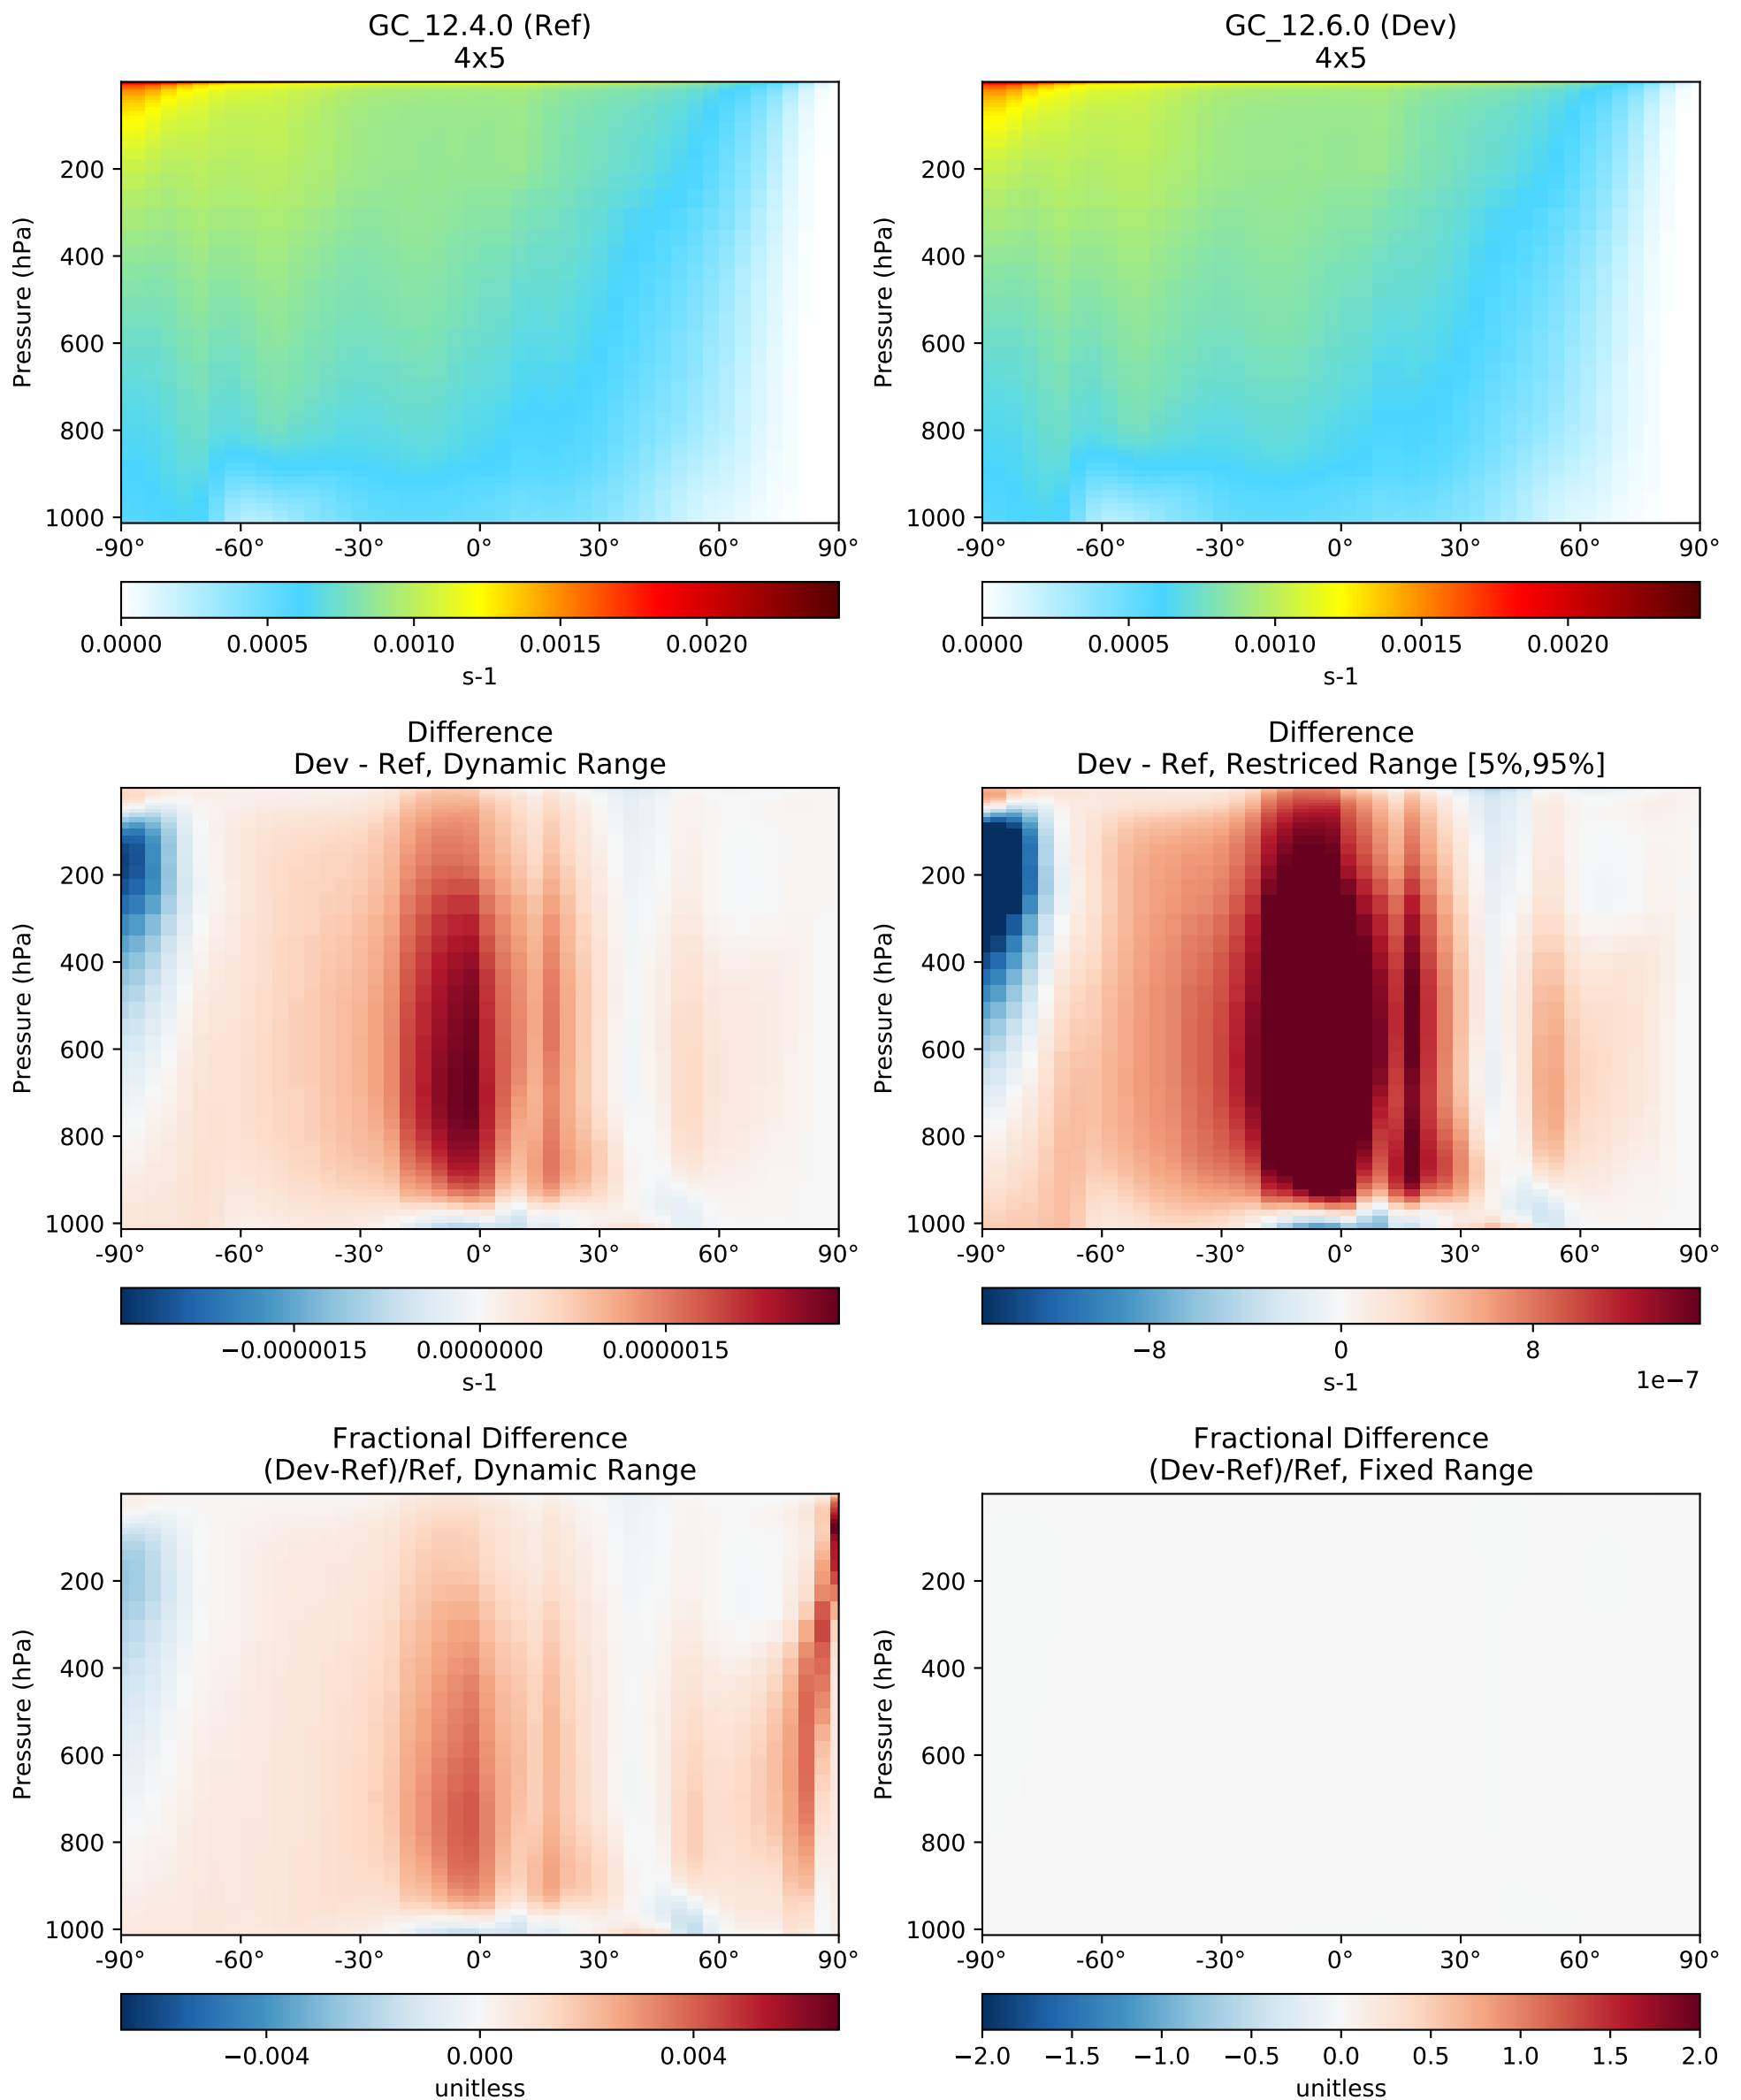 GC_12.4.0 (Ref)
4x5
GC_12.6.0 (Dev)
4x5
Pressure (hPa)
200
400
600
800
1000
-90° -60° -30° 0° 30° 60° 90°
0.0000 0.0005 0.0010 0.0015 0.0020
s-1
Pressure (hPa)
200
400
600
800
1000
-90° -60° -30° 0° 30° 60° 90°
0.0000 0.0005 0.0010 0.0015 0.0020
s-1
Difference
Dev - Ref, Dynamic Range
Difference
Dev - Ref, Restriced Range [5%,95%]
Pressure (hPa)
200
400
600
800
1000
-90° -60° -30° 0° 30° 60° 90°
−0.0000015 0.0000000 0.0000015
s-1
Pressure (hPa)
200
400
600
800
1000
-90° -60° -30° 0° 30° 60° 90°
−8 0 8
s-1
1e−7
Fractional Difference
(Dev-Ref)/Ref, Dynamic Range
Fractional Difference
(Dev-Ref)/Ref, Fixed Range
Pressure (hPa)
200
400
600
800
1000
-90° -60° -30° 0° 30° 60° 90°
−0.004 0.000 0.004
unitless
Pressure (hPa)
200
400
600
800
1000
-90° -60° -30° 0° 30° 60° 90°
−2.0 −1.5 −1.0 −0.5 0.0 0.5 1.0 1.5 2.0
unitless